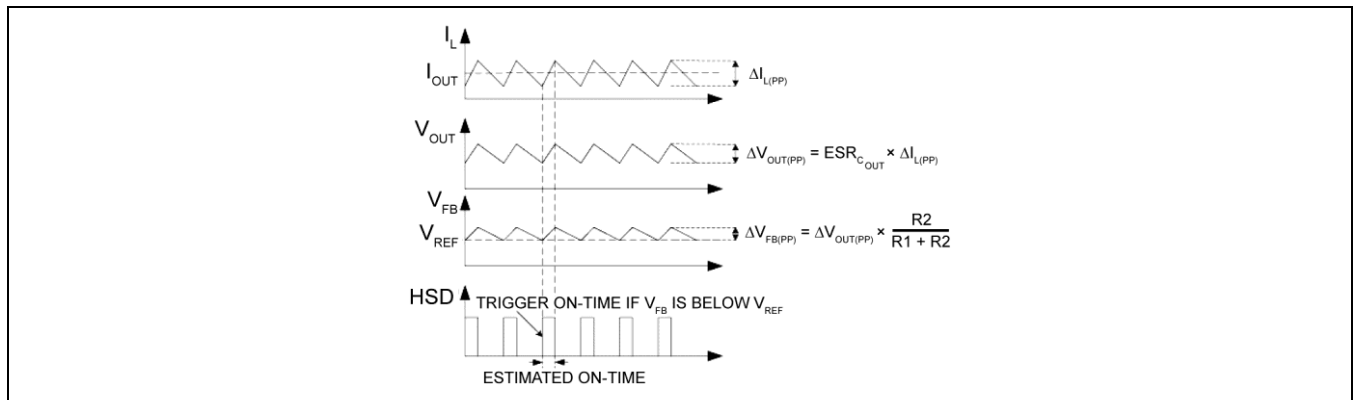 I_L
I_OUT
ΔI_L(PP)
V_OUT
ΔV_OUT(PP) = ESR_C_OUT × ΔI_L(PP)
V_FB
V_REF
ΔV_FB(PP) = ΔV_OUT(PP) × R2 / R1 + R2
HSD
TRIGGER ON-TIME IF V_FB IS BELOW V_REF
ESTIMATED ON-TIME